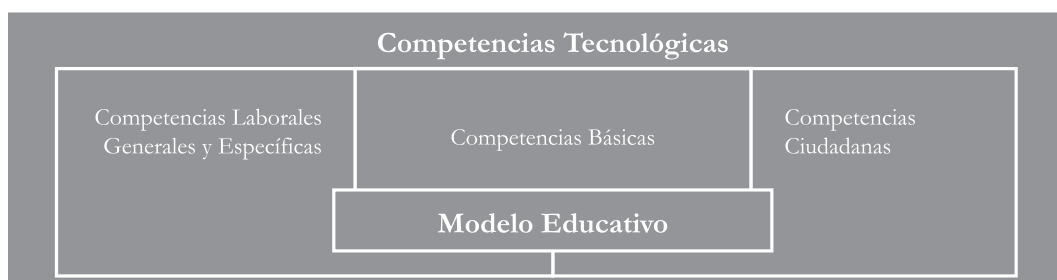 Competencias Tecnológicas
Competencias Laborales
Generales y Específicas
Competencias Básicas
Competencias
Ciudadanas
Modelo Educativo